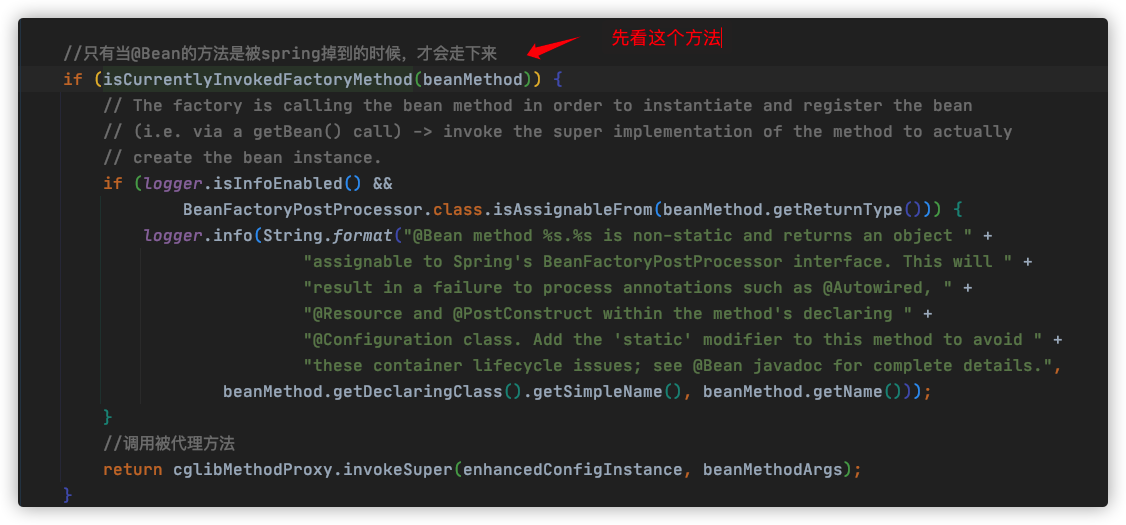 先看这个方法
//只有当@Bean的方法是被spring掉到的时候，才会走下来
if (isCurrentlyInvokedFactoryMethod(beanMethod)) {
// The factory is calling the bean method in order to instantiate and register the bean
// (i.e. via a getBean() call) -> invoke the super implementation of the method to actually
// create the bean instance.
if (logger.isInfoEnabled() &&
BeanFactoryPostProcessor.class.isAssignableFrom(beanMethod.getReturnType())) {
logger.info(String.format("@Bean method %s.%s is non-static and returns an object " +
"assignable to Spring's BeanFactoryPostProcessor interface. This will " +
"result in a failure to process annotations such as @Autowired, " +
"@Resource and @PostConstruct within the method's declaring " +
"@Configuration class. Add the 'static' modifier to this method to avoid " +
"these container lifecycle issues; see @Bean javadoc for complete details.",
beanMethod.getDeclaringClass().getSimpleName(), beanMethod.getName()));
}
//调用被代理方法
return cglibMethodProxy.invokeSuper(enhancedConfigInstance, beanMethodArgs);
}